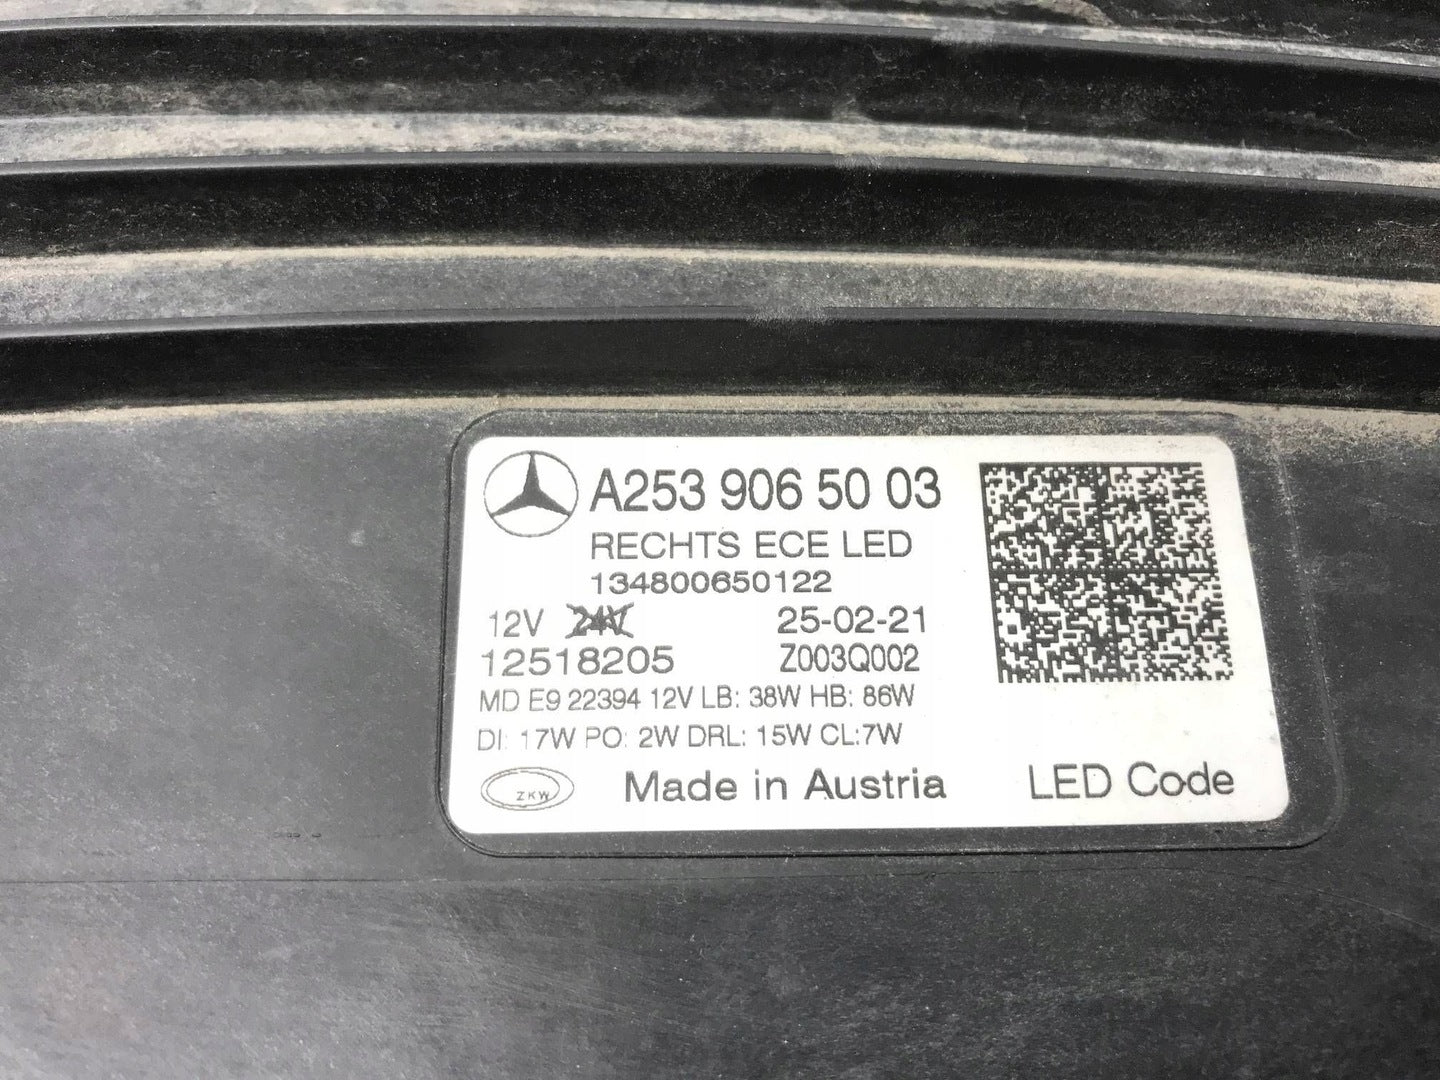 A253 906 50 03
RECHTS ECE LED
134800650122
12V 24V 25-02-21
12518205 Z003Q002
MD E9 22394 12V LB: 38W HB: 86W
DI: 17W PO: 2W DRL: 15W CL:7W
ZKW Made in Austria LED Code